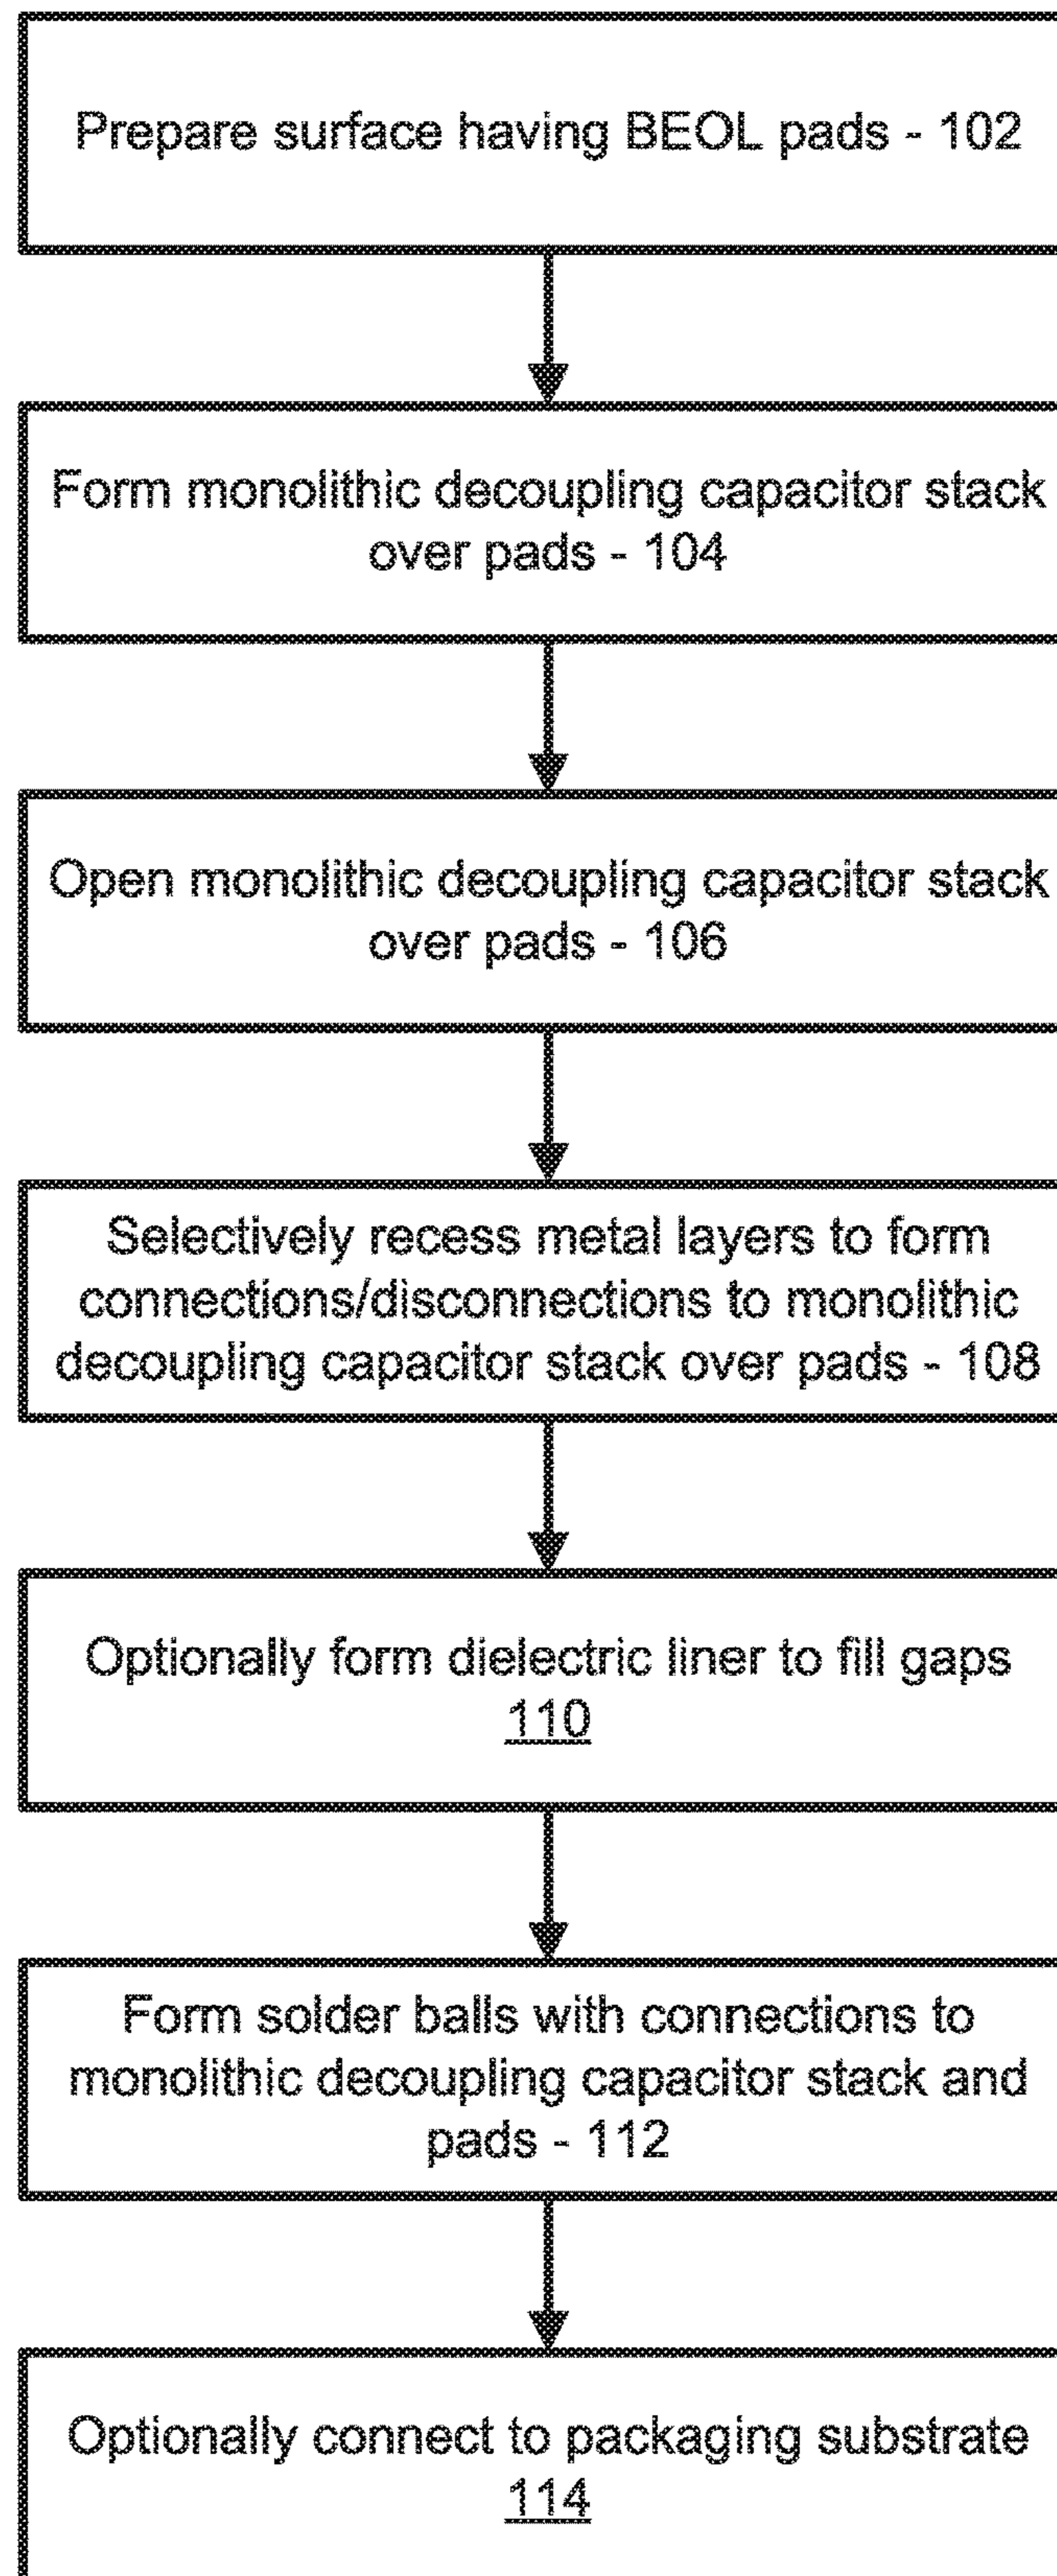 Prepare surface having BEOL pads - 102
Form monolithic decoupling capacitor stack
over pads - 104
Open monolithic decoupling capacitor stack
over pads - 106
Selectively recess metal layers to form
connections/disconnections to monolithic
decoupling capacitor stack over pads - 108
Optionally form dielectric liner to fill gaps
110
Form solder balls with connections to
monolithic decoupling capacitor stack and
pads - 112
Optionally connect to packaging substrate
114